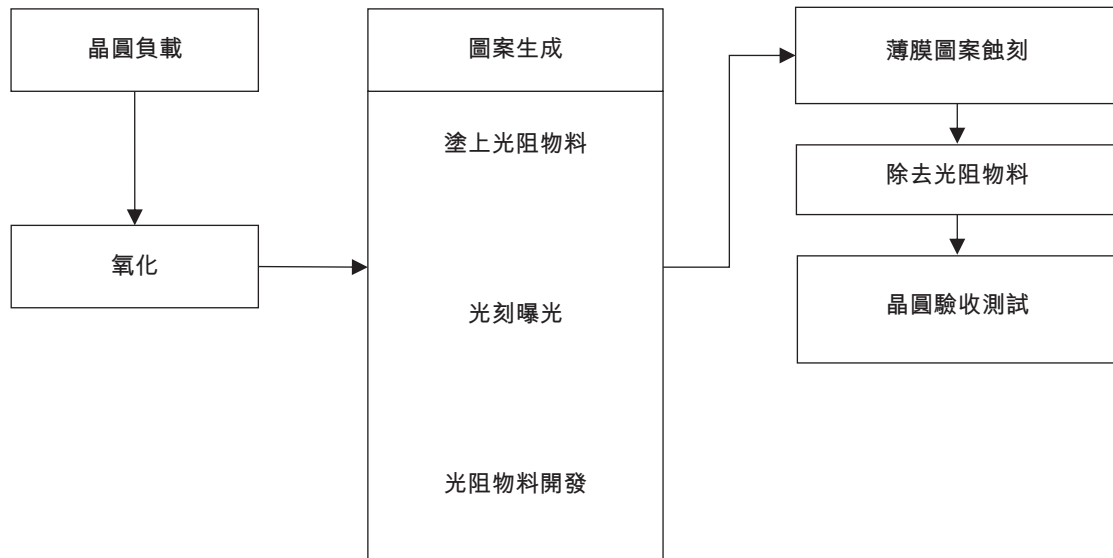 晶圓負載
氧化
圖案生成
塗上光阻物料
光刻曝光
光阻物料開發
薄膜圖案蝕刻
除去光阻物料
晶圓驗收測試